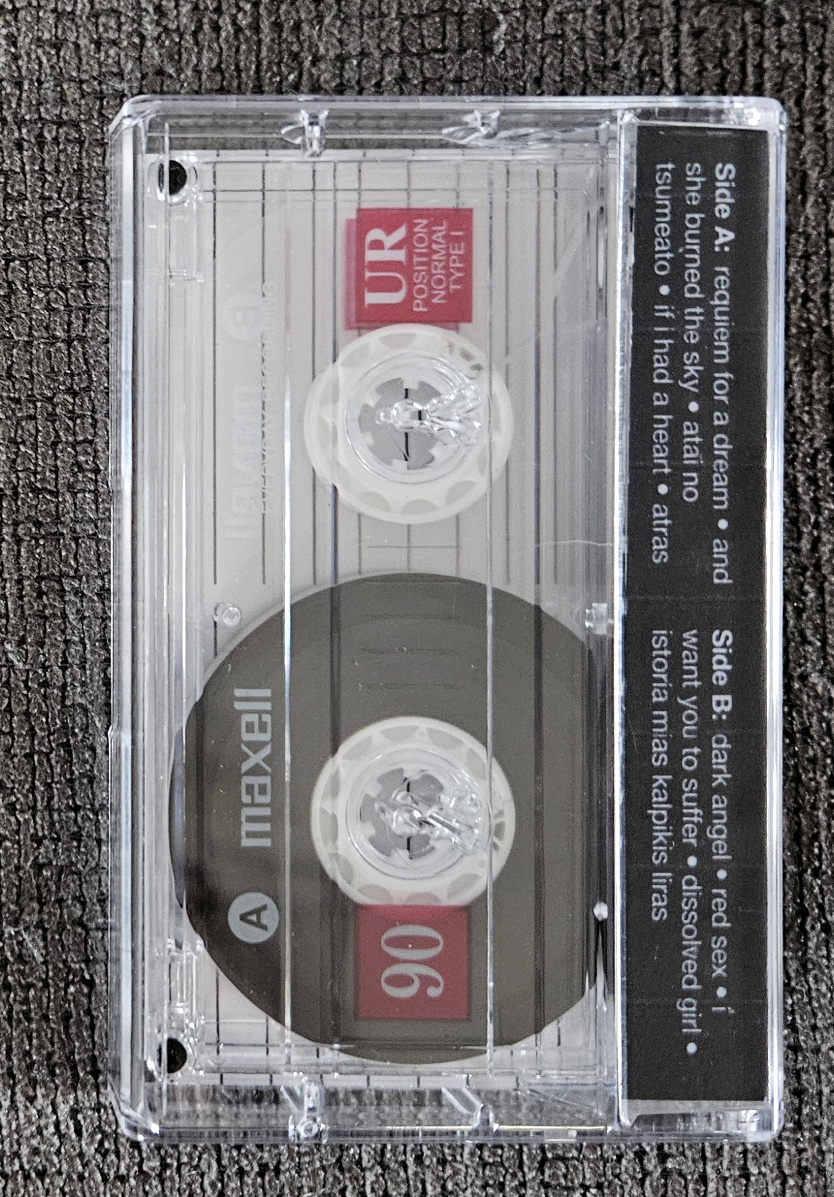 Side A: requiem for a dream • and
she burned the sky • ataï no
tsumeato • if i had a heart • atras
Side B: dark angel • red sex • i
want you to suffer • dissolved girl •
istoria mias kalpikis liras
UR
POSITION
NORMAL
TYPE I
maxell
A
90